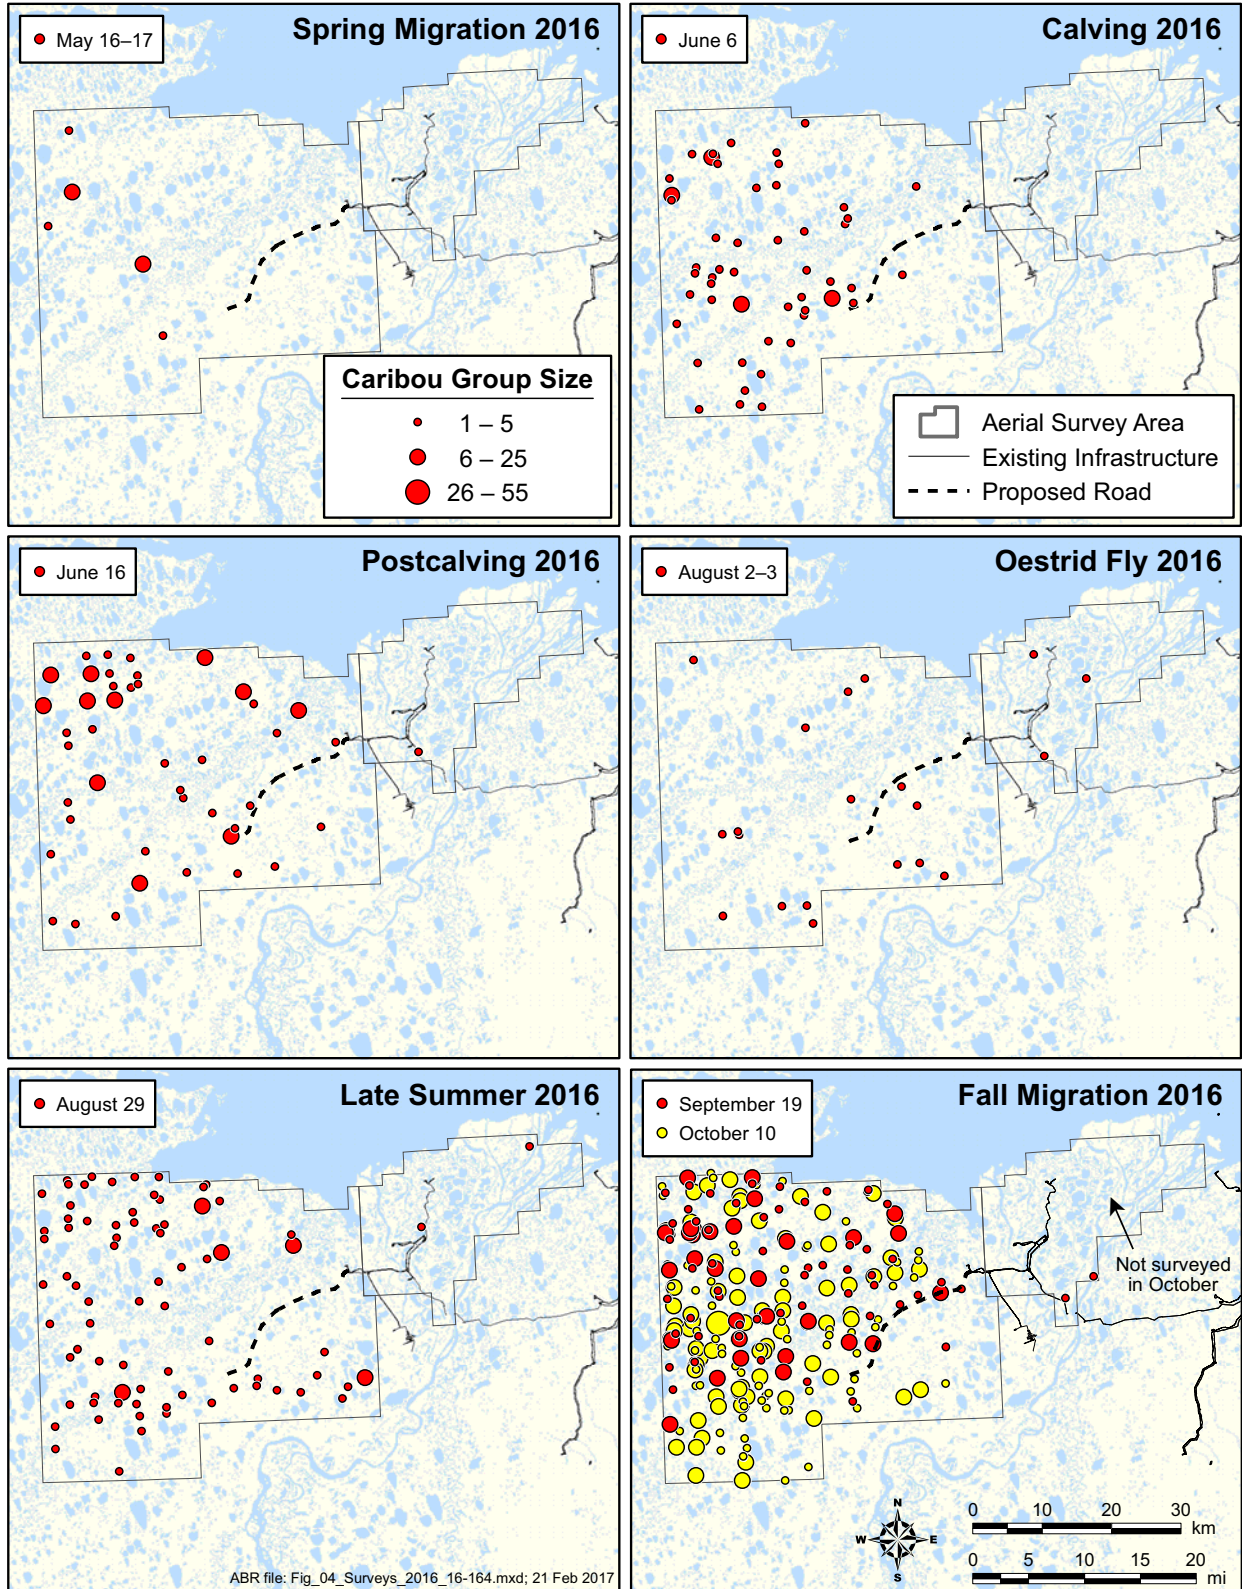 May 16–17
Spring Migration 2016
Caribou Group Size
1 – 5
6 – 25
26 – 55
June 6
Calving 2016
Aerial Survey Area
Existing Infrastructure
Proposed Road
June 16
Postcalving 2016
August 2–3
Oestrid Fly 2016
August 29
Late Summer 2016
ABR file: Fig_04_Surveys_2016_16-164.mxd; 21 Feb 2017
September 19
October 10
Fall Migration 2016
Not surveyed
in October
N
W E
S
0 10 20 30
km
0 5 10 15 20
mi